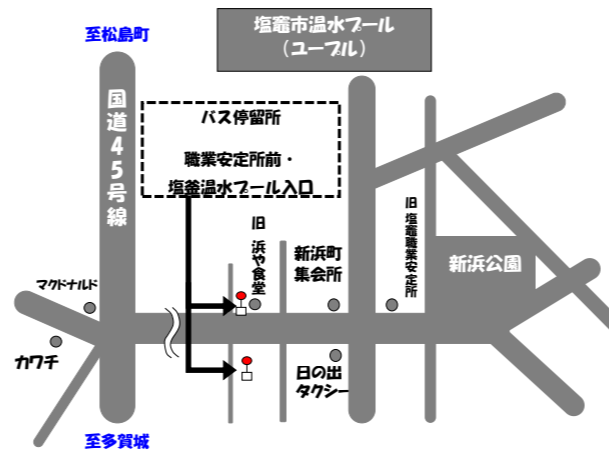 塩竈市温水プール
（ユープル）
至松島町
国道45号線
バス停留所
職業安定所前・
塩釜温水プール入口
旧 浜や食堂
新浜町
集会所
旧 塩竈職業安定所
新浜公園
マクドナルド
カワチ
日の出
タクシー
至多賀城